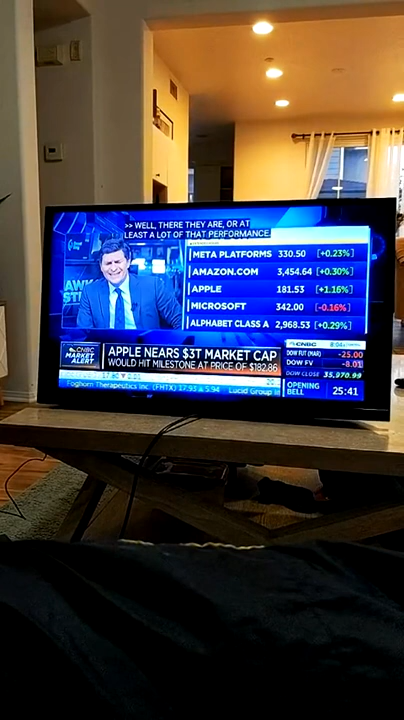 >> WELL, THERE THEY ARE, OR AT
LEAST A LOT OF THAT PERFORMANCE
META PLATFORMS 330.50 [+0.23%]
AMAZON.COM 3,454.64 [+0.30%]
APPLE 181.53 [+1.16%]
MICROSOFT 342.00 [-0.16%]
ALPHABET CLASS A 2,968.53 [+0.29%]
CNBC
MARKET
ALERT
APPLE NEARS $3T MARKET CAP
WOULD HIT MILESTONE AT PRICE OF $182.86
CNBC
DOW FUT (MAR) -25.00
DOW FV -8.01
DOW CLOSE 35,970.99
OPENING
BELL 25:41
Foghorn Therapeutics Inc (FHTX) 17.93 ▲ 5.94 Lucid Group